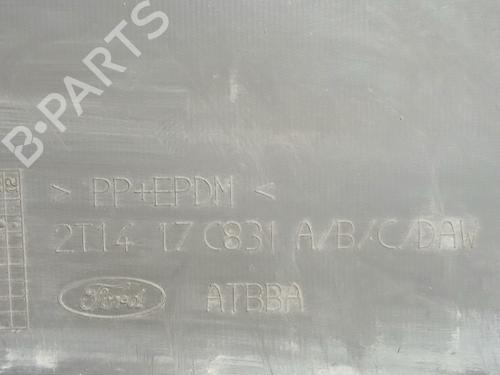 B-PARTS
> PP+EPDM <
2T14 17C831 A/B/C/DAW
Ford ATBBA